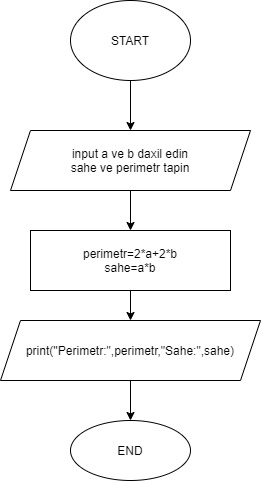 START
input a ve b daxil edin
sahe ve perimetr tapin
perimetr=2*a+2*b
sahe=a*b
print("Perimetr:",perimetr,"Sahe:",sahe)
END